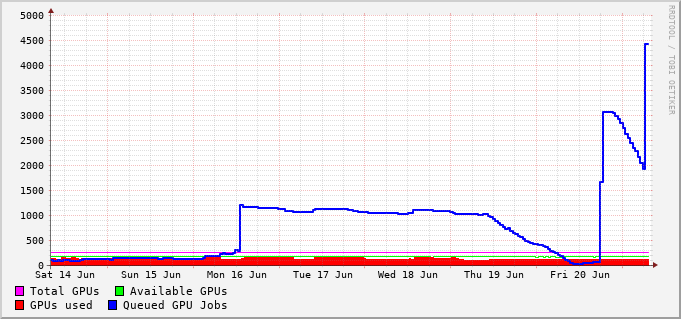 RRDTOOL / TOBI OETIKER
5000
4500
4000
3500
3000
2500
2000
1500
1000
500
0
Sat 14 Jun Sun 15 Jun Mon 16 Jun Tue 17 Jun Wed 18 Jun Thu 19 Jun Fri 20 Jun
Total GPUs Available GPUs
GPUs used Queued GPU Jobs